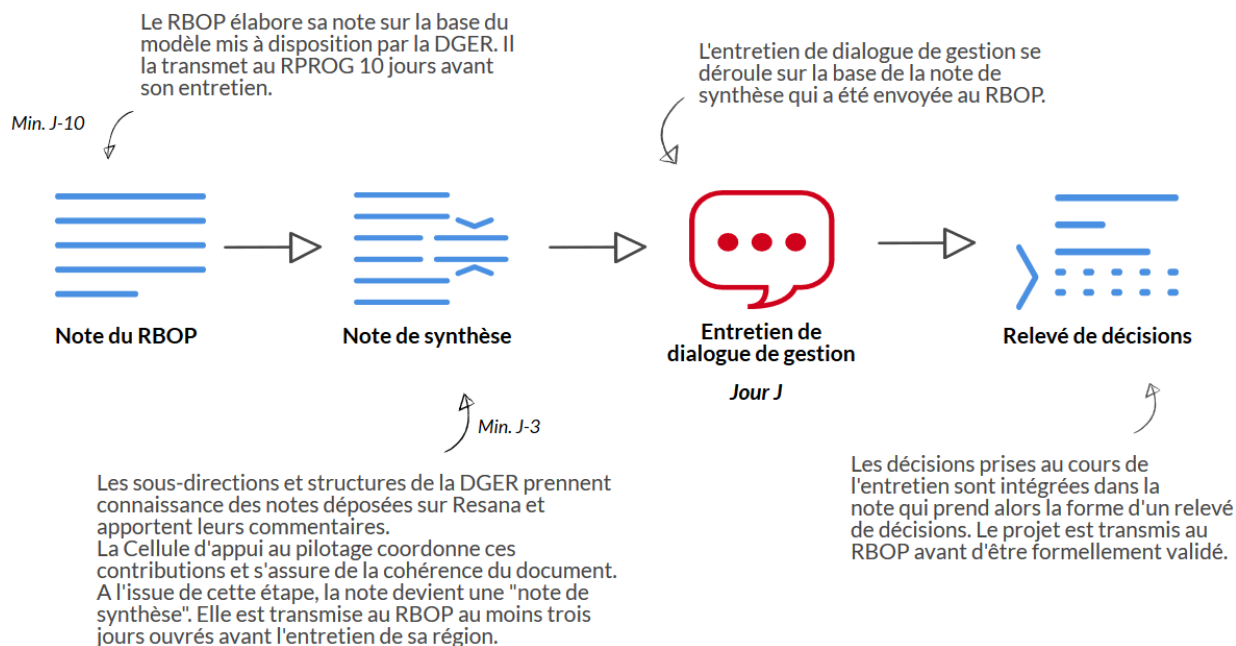 Le RBOP élabore sa note sur la base du
modèle mis à disposition par la DGER. Il
la transmet au RPROG 10 jours avant
son entretien.
Min. J-10
L'entretien de dialogue de gestion se
déroule sur la base de la note de
synthèse qui a été envoyée au RBOP.
Note du RBOP
Note de synthèse
Entretien de
dialogue de gestion
Jour J
Relevé de décisions
Min. J-3
Les sous-directions et structures de la DGER prennent
connaissance des notes déposées sur Resana et
apportent leurs commentaires.
La Cellule d'appui au pilotage coordonne ces
contributions et s'assure de la cohérence du document.
A l'issue de cette étape, la note devient une "note de
synthèse". Elle est transmise au RBOP au moins trois
jours ouvrés avant l'entretien de sa région.
Les décisions prises au cours de
l'entretien sont intégrées dans la
note qui prend alors la forme d'un relevé
de décisions. Le projet est transmis au
RBOP avant d'être formellement validé.